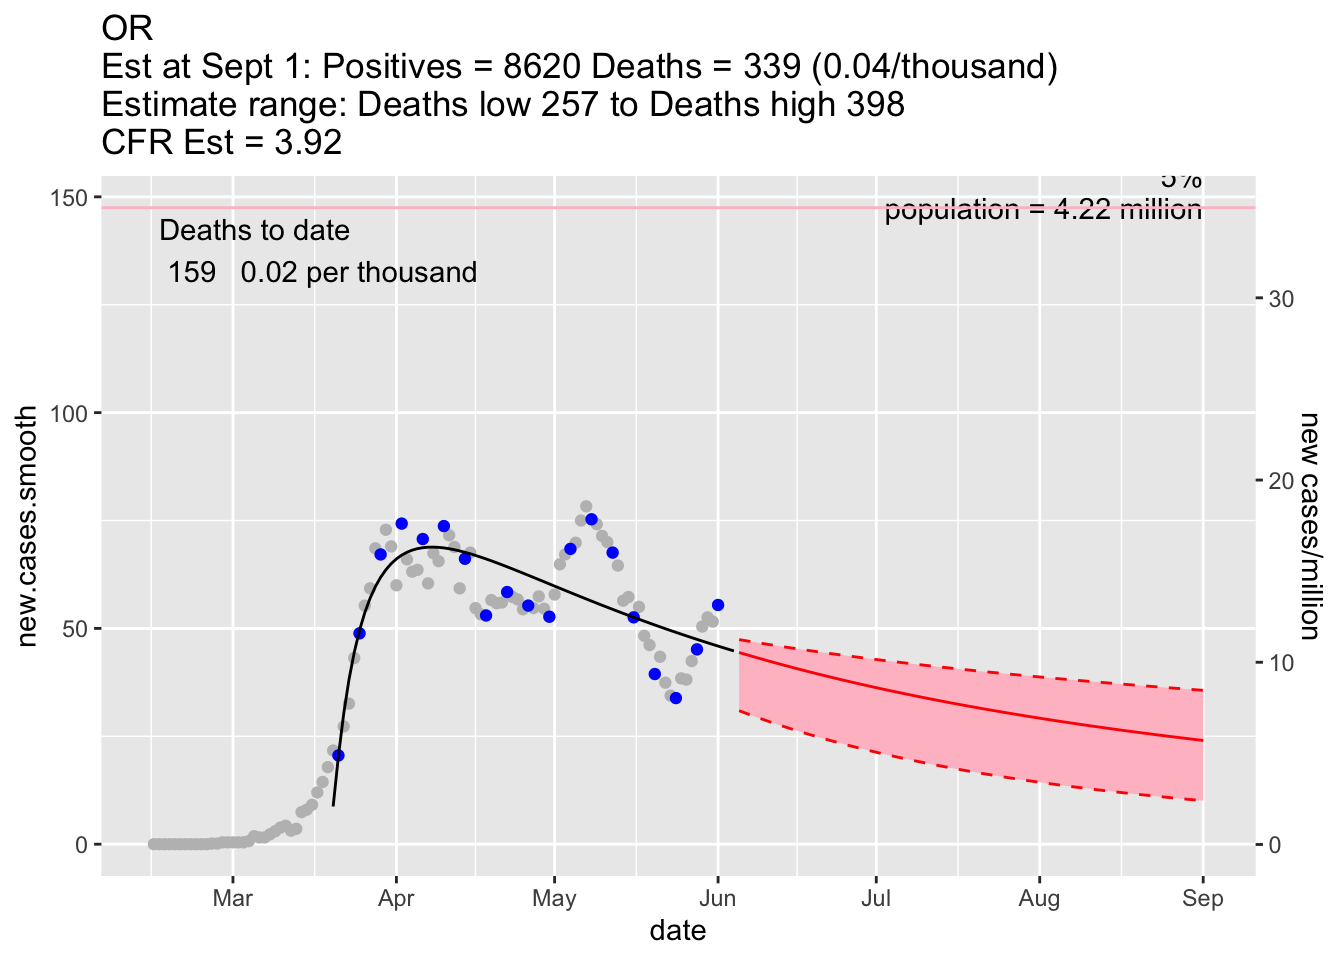 OR
Est at Sept 1: Positives = 8620 Deaths = 339 (0.04/thousand)
Estimate range: Deaths low 257 to Deaths high 398
CFR Est = 3.92
5%
population = 4.22 million
Deaths to date
159 0.02 per thousand
150
100
50
0
new.cases.smooth
30
20
10
0
new cases/million
Mar Apr May Jun Jul Aug Sep
date